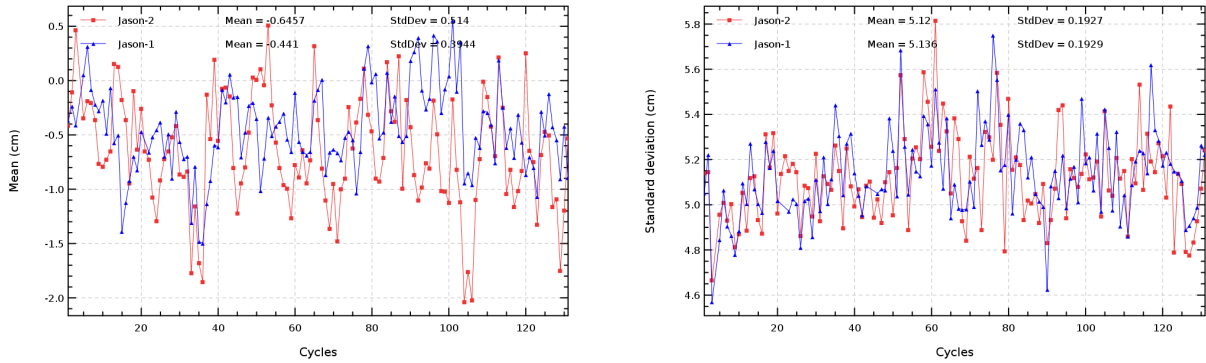 Jason-2 Mean = -0.6457 StdDev = 0.514
Jason-1 Mean = -0.441 StdDev = 0.3944
0.5
0.0
-0.5
-1.0
-1.5
-2.0
Mean (cm)
20 40 60 80 100 120
Cycles
Jason-2 Mean = 5.12 StdDev = 0.1927
Jason-1 Mean = 5.136 StdDev = 0.1929
5.8
5.6
5.4
5.2
5.0
4.8
4.6
Standard deviation (cm)
20 40 60 80 100 120
Cycles